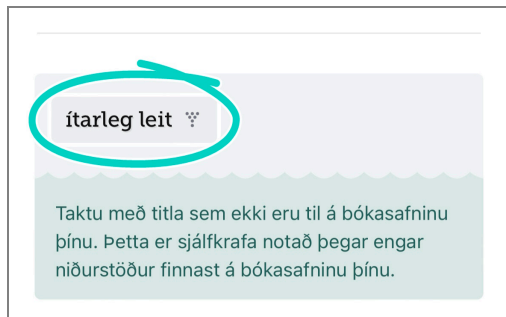 ítarleg leit
Taktu með titla sem ekki eru til á bókasafninu
þínu. Þetta er sjálfkrafa notað þegar engar
niðurstöður finnast á bókasafninu þínu.